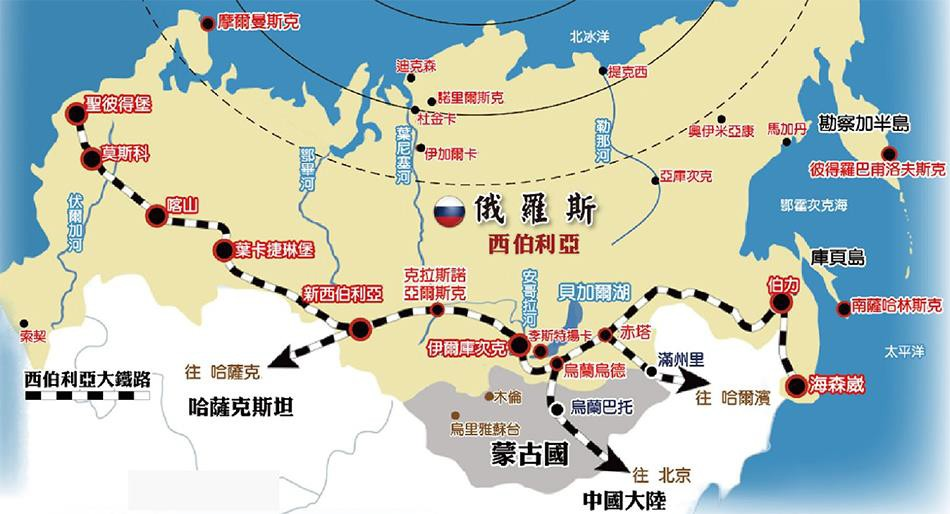 摩爾曼斯克
北冰洋
迪克森
提克西
諾里爾斯克
聖彼得堡
杜金卡
葉尼塞河
勒那河
奧伊米亞康
馬加丹
勘察加半島
莫斯科
鄂畢河
伊加爾卡
彼得羅巴甫洛夫斯克
亞庫次克
伏爾加河
喀山
俄羅斯
鄂霍次克海
西伯利亞
葉卡捷琳堡
庫頁島
克拉斯諾
亞爾斯克
安哥拉河
貝加爾湖
伯力
新西伯利亞
南薩哈林斯克
索契
李斯特揚卡
赤塔
伊爾庫次克
太平洋
往 哈薩克
烏蘭烏德
滿州里
西伯利亞大鐵路
海森崴
往 哈爾濱
哈薩克斯坦
木倫
烏蘭巴托
烏里雅蘇台
蒙古國
往 北京
中國大陸